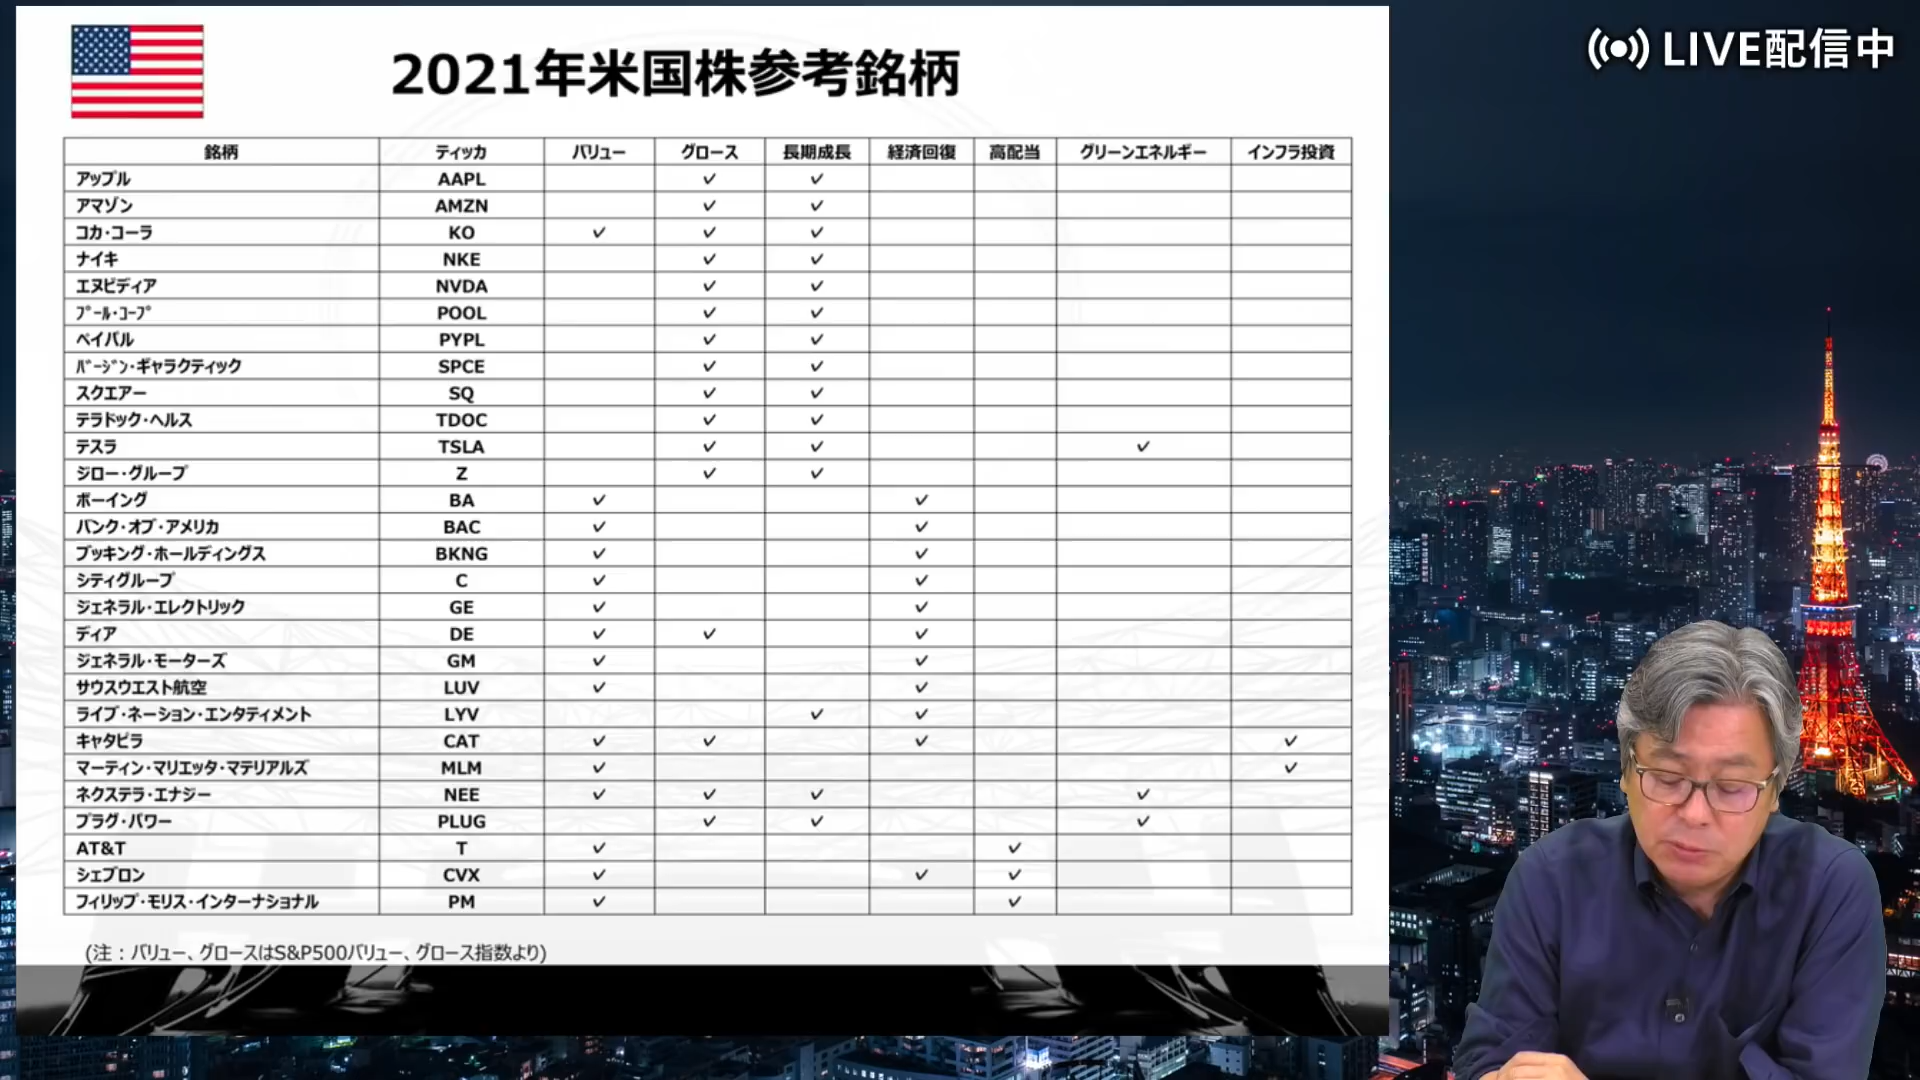 LIVE配信中
2021年米国株参考銘柄
銘柄 ティッカ バリュー グロース 長期成長 経済回復 高配当 グリーンエネルギー インフラ投資
アップル AAPL ✓ ✓
アマゾン AMZN ✓ ✓
コカ・コーラ KO ✓ ✓ ✓
ナイキ NKE ✓ ✓
エヌビディア NVDA ✓ ✓
プール・コープ POOL ✓ ✓
ペイパル PYPL ✓ ✓
バージン・ギャラクティック SPCE ✓ ✓
スクエアー SQ ✓ ✓
テラドック・ヘルス TDOC ✓ ✓
テスラ TSLA ✓ ✓ ✓
ジロー・グループ Z ✓ ✓
ボーイング BA ✓ ✓
バンク・オブ・アメリカ BAC ✓ ✓
ブッキング・ホールディングス BKNG ✓ ✓
シティグループ C ✓ ✓
ジェネラル・エレクトリック GE ✓ ✓
ディア DE ✓ ✓ ✓
ジェネラル・モーターズ GM ✓ ✓
サウスウエスト航空 LUV ✓ ✓
ライブ・ネーション・エンタティメント LYV ✓ ✓
キャタピラ CAT ✓ ✓ ✓ ✓
マーティン・マリエッタ・マテリアルズ MLM ✓ ✓
ネクステラ・エナジー NEE ✓ ✓ ✓ ✓
プラグ・パワー PLUG ✓ ✓ ✓
AT&T T ✓ ✓
シェブロン CVX ✓ ✓ ✓
フィリップ・モリス・インターナショナル PM ✓ ✓
(注：バリュー、グロースはS&P500バリュー、グロース指数より)